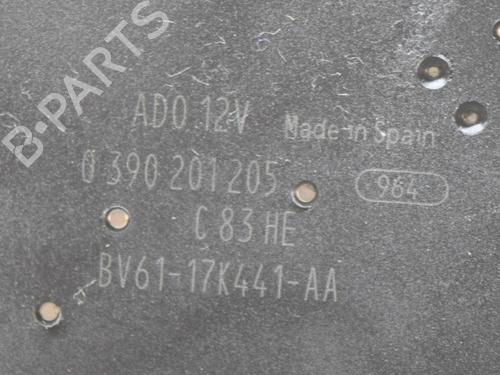 B-PARTS
ADO 12V Made in Spain
0 390 201 205 964
C 83 HE
BV61-17K441-AA